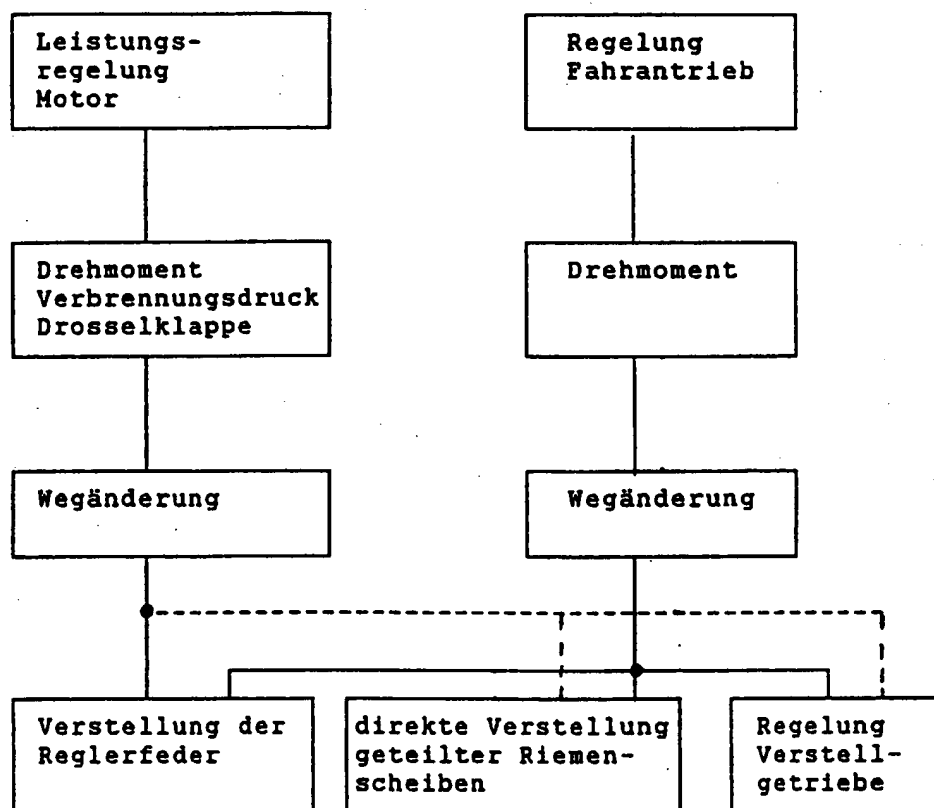 Leistungs-
regelung
Motor
Regelung
Fahrantrieb
Drehmoment
Verbrennungsdruck
Drosselklappe
Drehmoment
Wegänderung
Wegänderung
Verstellung der
Reglerfeder
direkte Verstellung
geteilter Riemen-
scheiben
Regelung
Verstell-
getriebe